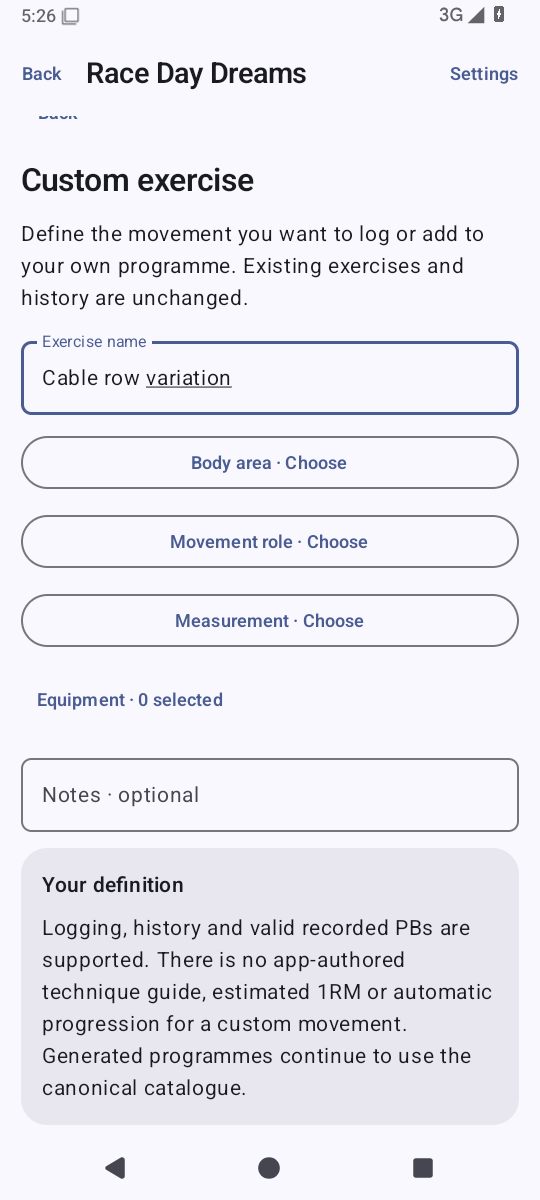 5:26
3G
Back Race Day Dreams Settings
Back
Custom exercise
Define the movement you want to log or add to
your own programme. Existing exercises and
history are unchanged.
Exercise name
Cable row variation
Body area · Choose
Movement role · Choose
Measurement · Choose
Equipment · 0 selected
Notes · optional
Your definition
Logging, history and valid recorded PBs are
supported. There is no app-authored
technique guide, estimated 1RM or automatic
progression for a custom movement.
Generated programmes continue to use the
canonical catalogue.